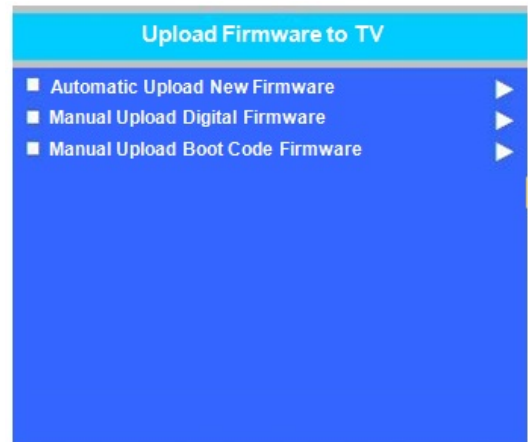 Upload Firmware to TV
Automatic Upload New Firmware
Manual Upload Digital Firmware
Manual Upload Boot Code Firmware